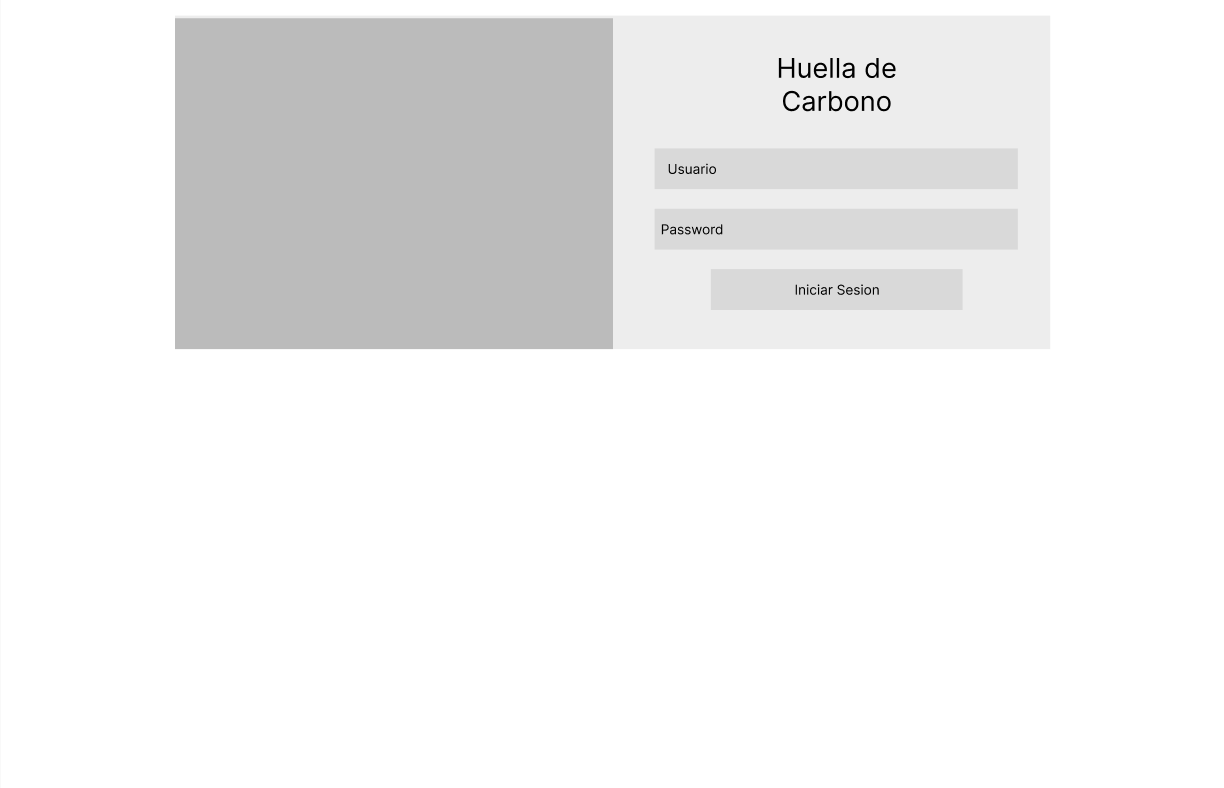 Huella de
Carbono
Usuario
Password
Iniciar Sesion